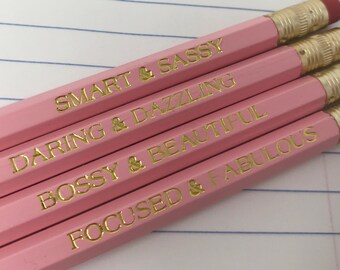 SMART & SASSY
DARING & DAZZLING
BOSSY & BEAUTIFUL
FOCUSED & FABULOUS